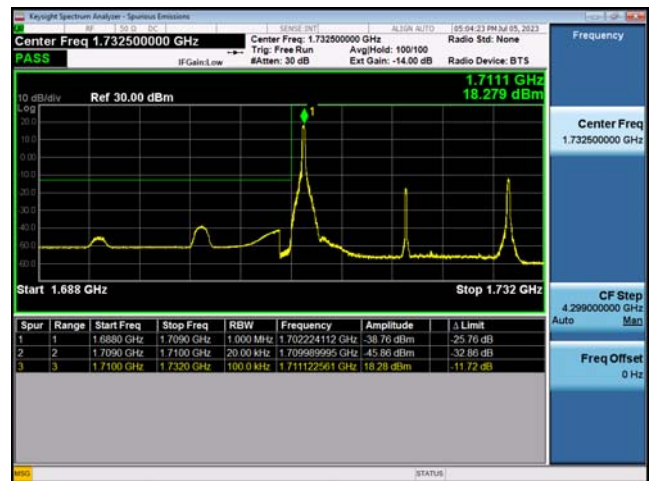 Keysight Spectrum Analyzer - Spurious Emissions
RF 50 Ω DC SENSE:INT ALIGN AUTO 05:04:23 PM Jul 05, 2023
Center Freq 1.732500000 GHz
Center Freq: 1.732500000 GHz
Radio Std: None
Trig: Free Run
Avg|Hold: 100/100
PASS
IFGain:Low
#Atten: 30 dB
Ext Gain: -14.00 dB
Radio Device: BTS
1.7111 GHz
18.279 dBm
10 dB/div
Ref 30.00 dBm
Log
1
20.0
10.0
0.00
10.0
20.0
30.0
40.0
50.0
60.0
Start 1.688 GHz
Stop 1.732 GHz
Spur Range Start Freq Stop Freq RBW Frequency Amplitude Δ Limit
1 1 1.6880 GHz 1.7090 GHz 1.000 MHz 1.702224112 GHz -38.76 dBm -25.76 dB
2 2 1.7090 GHz 1.7100 GHz 20.00 kHz 1.709989995 GHz -45.86 dBm -32.86 dB
3 3 1.7100 GHz 1.7320 GHz 100.0 kHz 1.711122561 GHz 18.28 dBm -11.72 dB
Frequency
Center Freq
1.732500000 GHz
CF Step
4.299000000 GHz
Auto Man
Freq Offset
0 Hz
MSG
STATUS